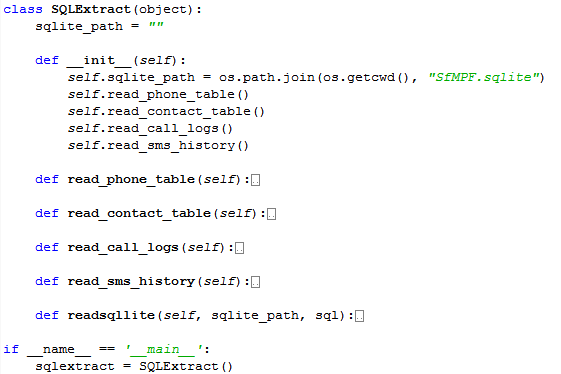 class SQLExtract(object):
    sqlite_path = ""
    def __init__(self):
        self.sqlite_path = os.path.join(os.getcwd(), "SfMPF.sqlite")
        self.read_phone_table()
        self.read_contact_table()
        self.read_call_logs()
        self.read_sms_history()
    def read_phone_table(self):
    def read_contact_table(self):
    def read_call_logs(self):
    def read_sms_history(self):
    def readsqllite(self, sqlite_path, sql):
if __name__ == '__main__':
    sqlextract = SQLExtract()